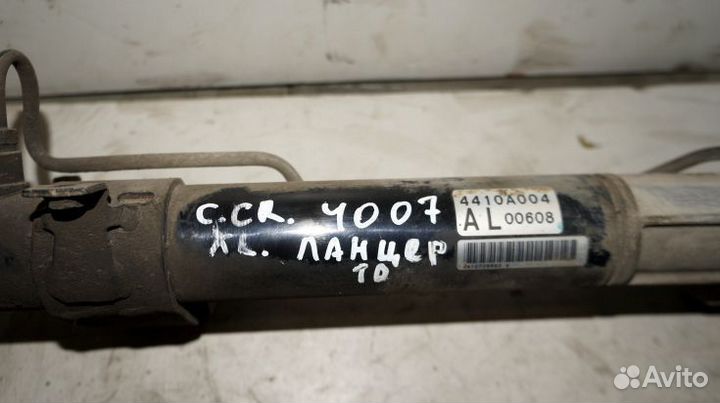 C.CR. 4007
XL. ЛАНЦЕР
10
4410A004
AL 00608
Avito